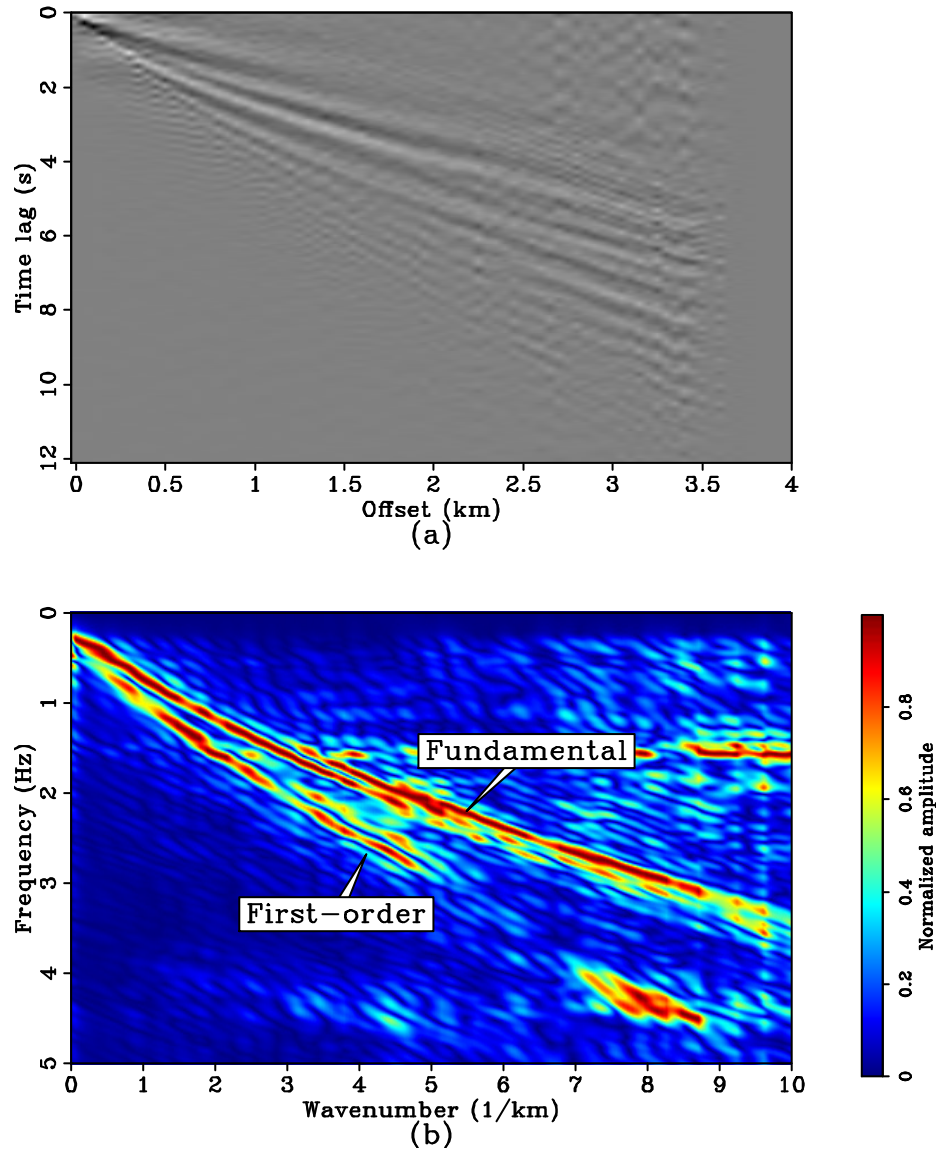 0
2
4
6
8
10
12
Time lag (s)
0 0.5 1 1.5 2 2.5 3 3.5 4
Offset (km)
(a)
0
1
2
3
4
5
Frequency (Hz)
Fundamental
First-order
0 1 2 3 4 5 6 7 8 9 10
Wavenumber (1/km)
(b)
0.8
0.6
0.4
0.2
0
Normalized amplitude